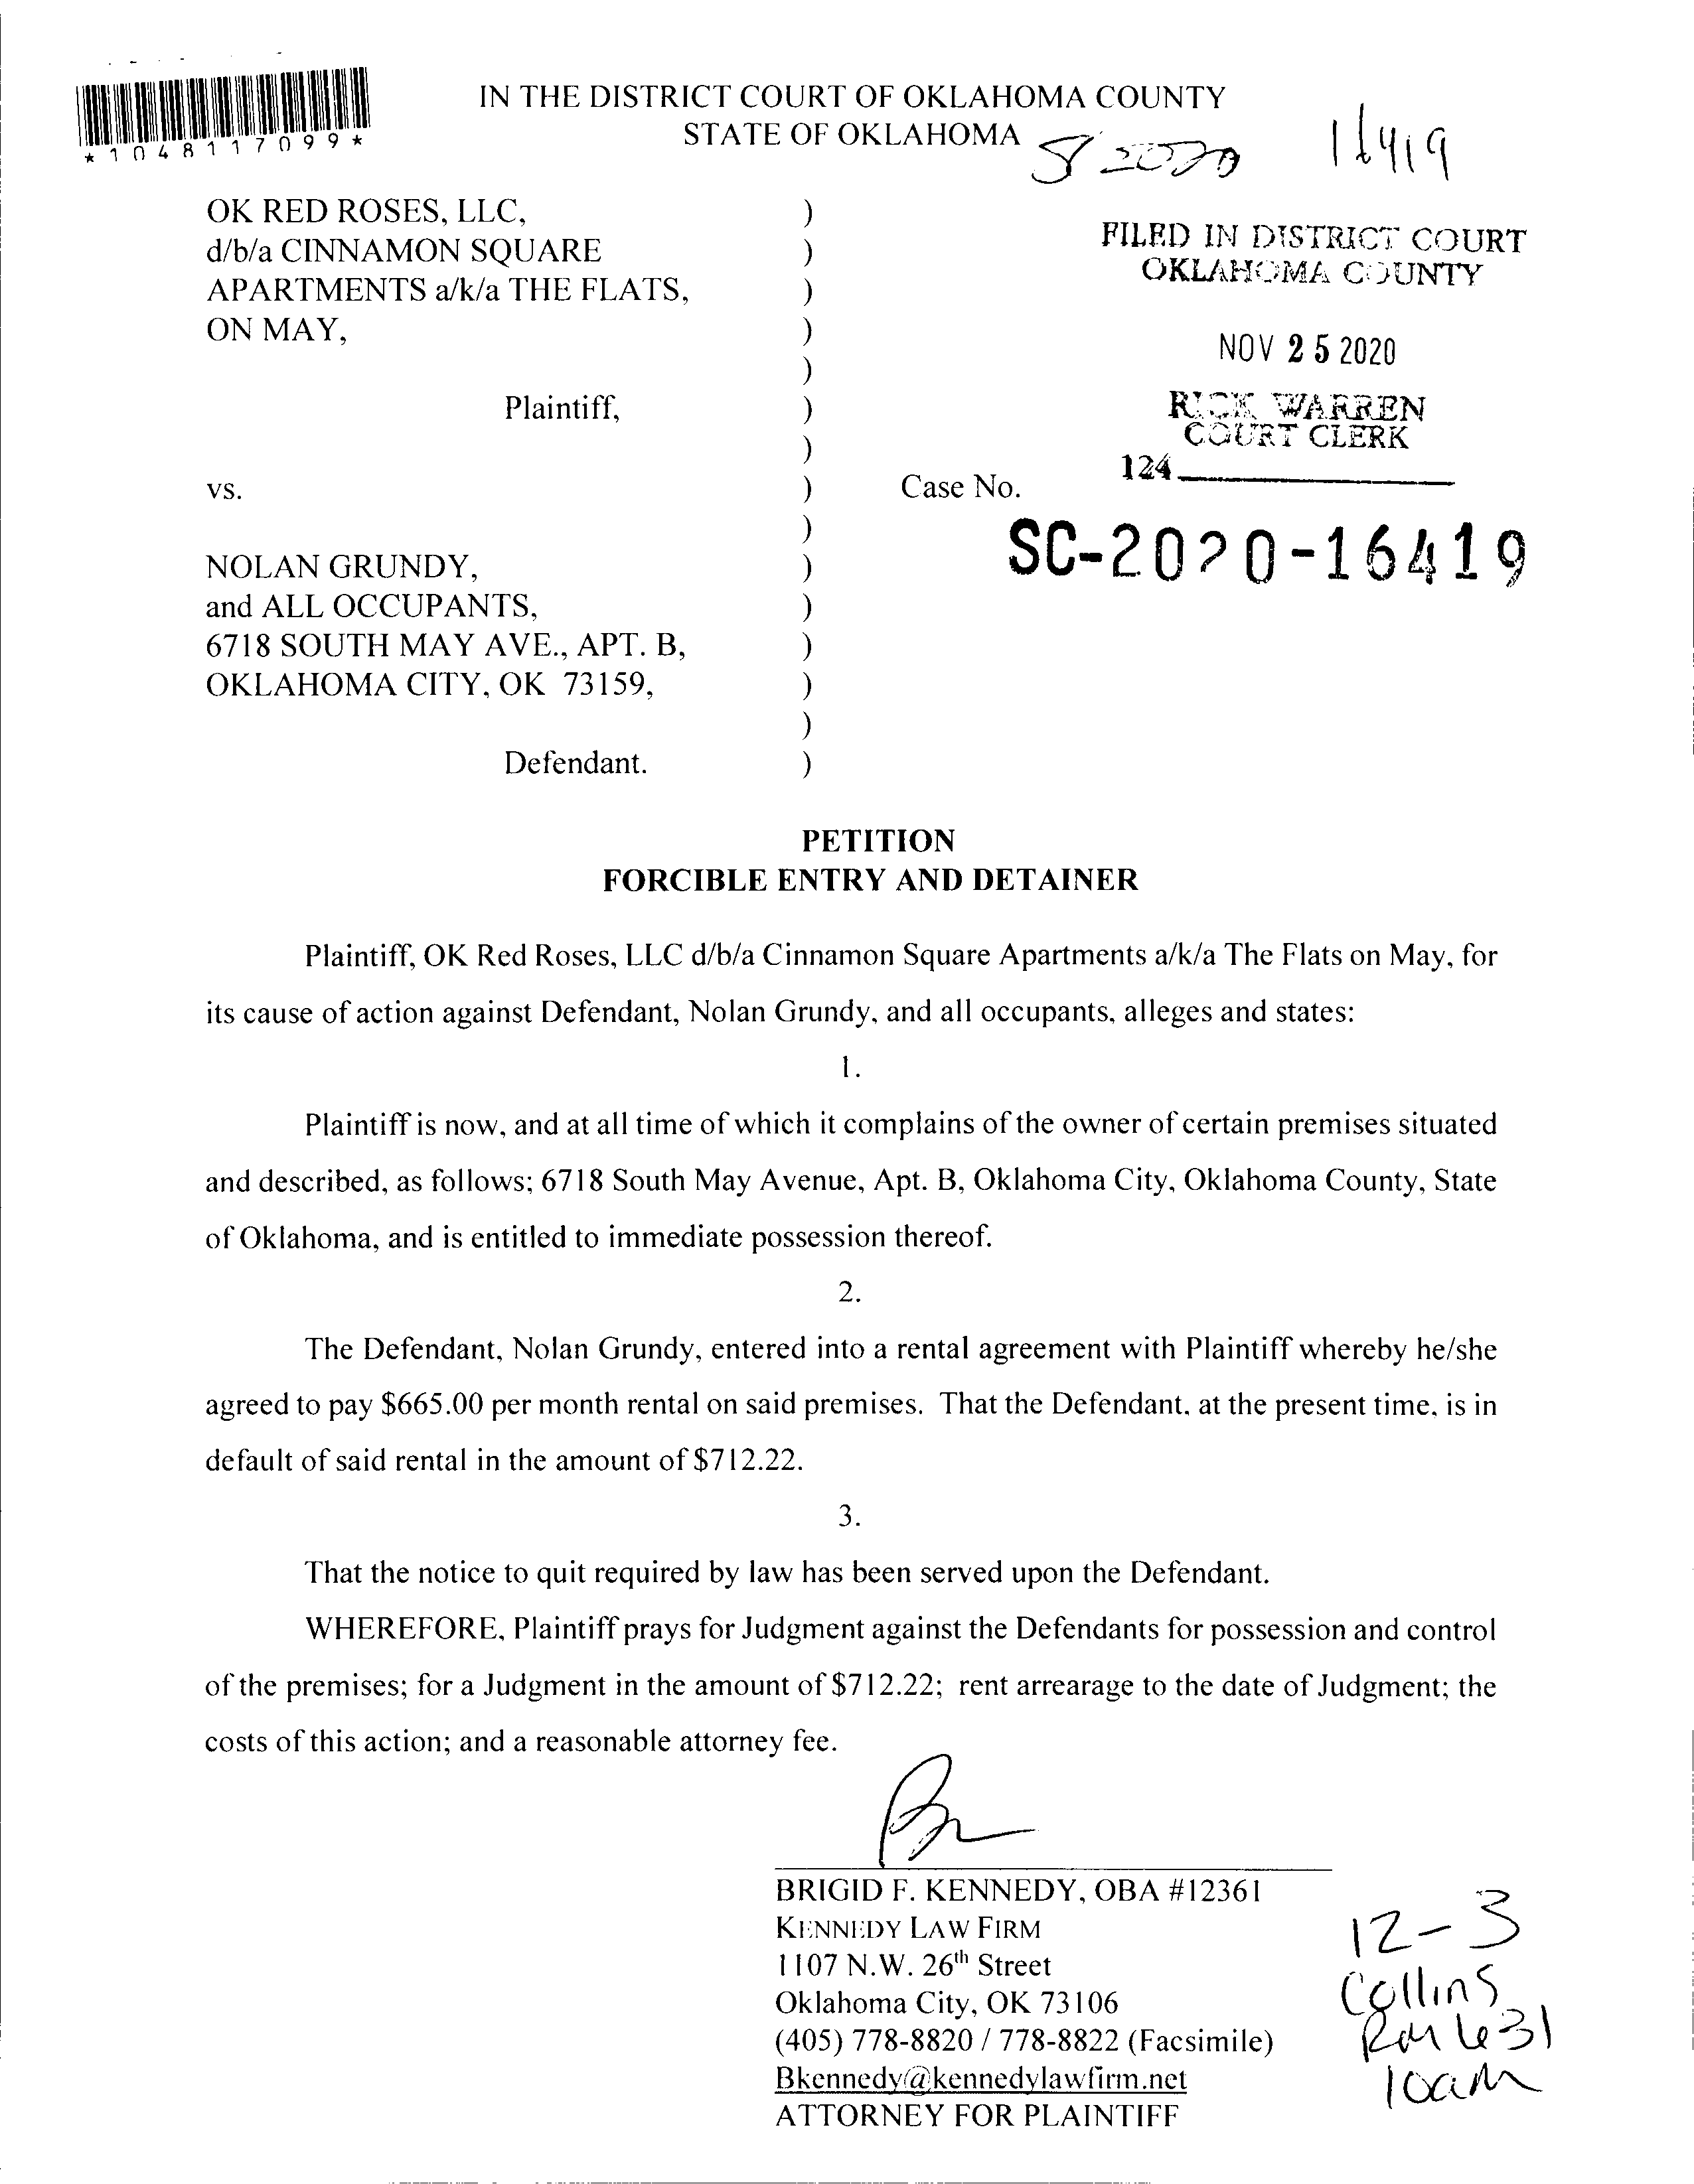 *1048117099*
IN THE DISTRICT COURT OF OKLAHOMA COUNTY
STATE OF OKLAHOMA
2020
OK RED ROSES, LLC, )
d/b/a CINNAMON SQUARE )
APARTMENTS a/k/a THE FLATS, )
ON MAY, )
)
Plaintiff, )
)
vs. )
)
NOLAN GRUNDY, )
and ALL OCCUPANTS, )
6718 SOUTH MAY AVE., APT. B, )
OKLAHOMA CITY, OK 73159, )
)
Defendant. )
FILED IN DISTRICT COURT
OKLAHOMA COUNTY
NOV 25 2020
RICK WARREN
COURT CLERK
124
Case No.
SC-2020-16419
PETITION
FORCIBLE ENTRY AND DETAINER
Plaintiff, OK Red Roses, LLC d/b/a Cinnamon Square Apartments a/k/a The Flats on May, for
its cause of action against Defendant, Nolan Grundy, and all occupants, alleges and states:
1.
Plaintiff is now, and at all time of which it complains of the owner of certain premises situated
and described, as follows; 6718 South May Avenue, Apt. B, Oklahoma City, Oklahoma County, State
of Oklahoma, and is entitled to immediate possession thereof.
2.
The Defendant, Nolan Grundy, entered into a rental agreement with Plaintiff whereby he/she
agreed to pay $665.00 per month rental on said premises. That the Defendant, at the present time, is in
default of said rental in the amount of $712.22.
3.
That the notice to quit required by law has been served upon the Defendant.
WHEREFORE, Plaintiff prays for Judgment against the Defendants for possession and control
of the premises; for a Judgment in the amount of $712.22; rent arrearage to the date of Judgment; the
costs of this action; and a reasonable attorney fee.
BRIGID F. KENNEDY, OBA #12361
KENNEDY LAW FIRM
1107 N.W. 26th Street
Oklahoma City, OK 73106
(405) 778-8820 / 778-8822 (Facsimile)
Bkennedy@kennedylawfirm.net
ATTORNEY FOR PLAINTIFF
12-3
Collins
Rm 631
10am